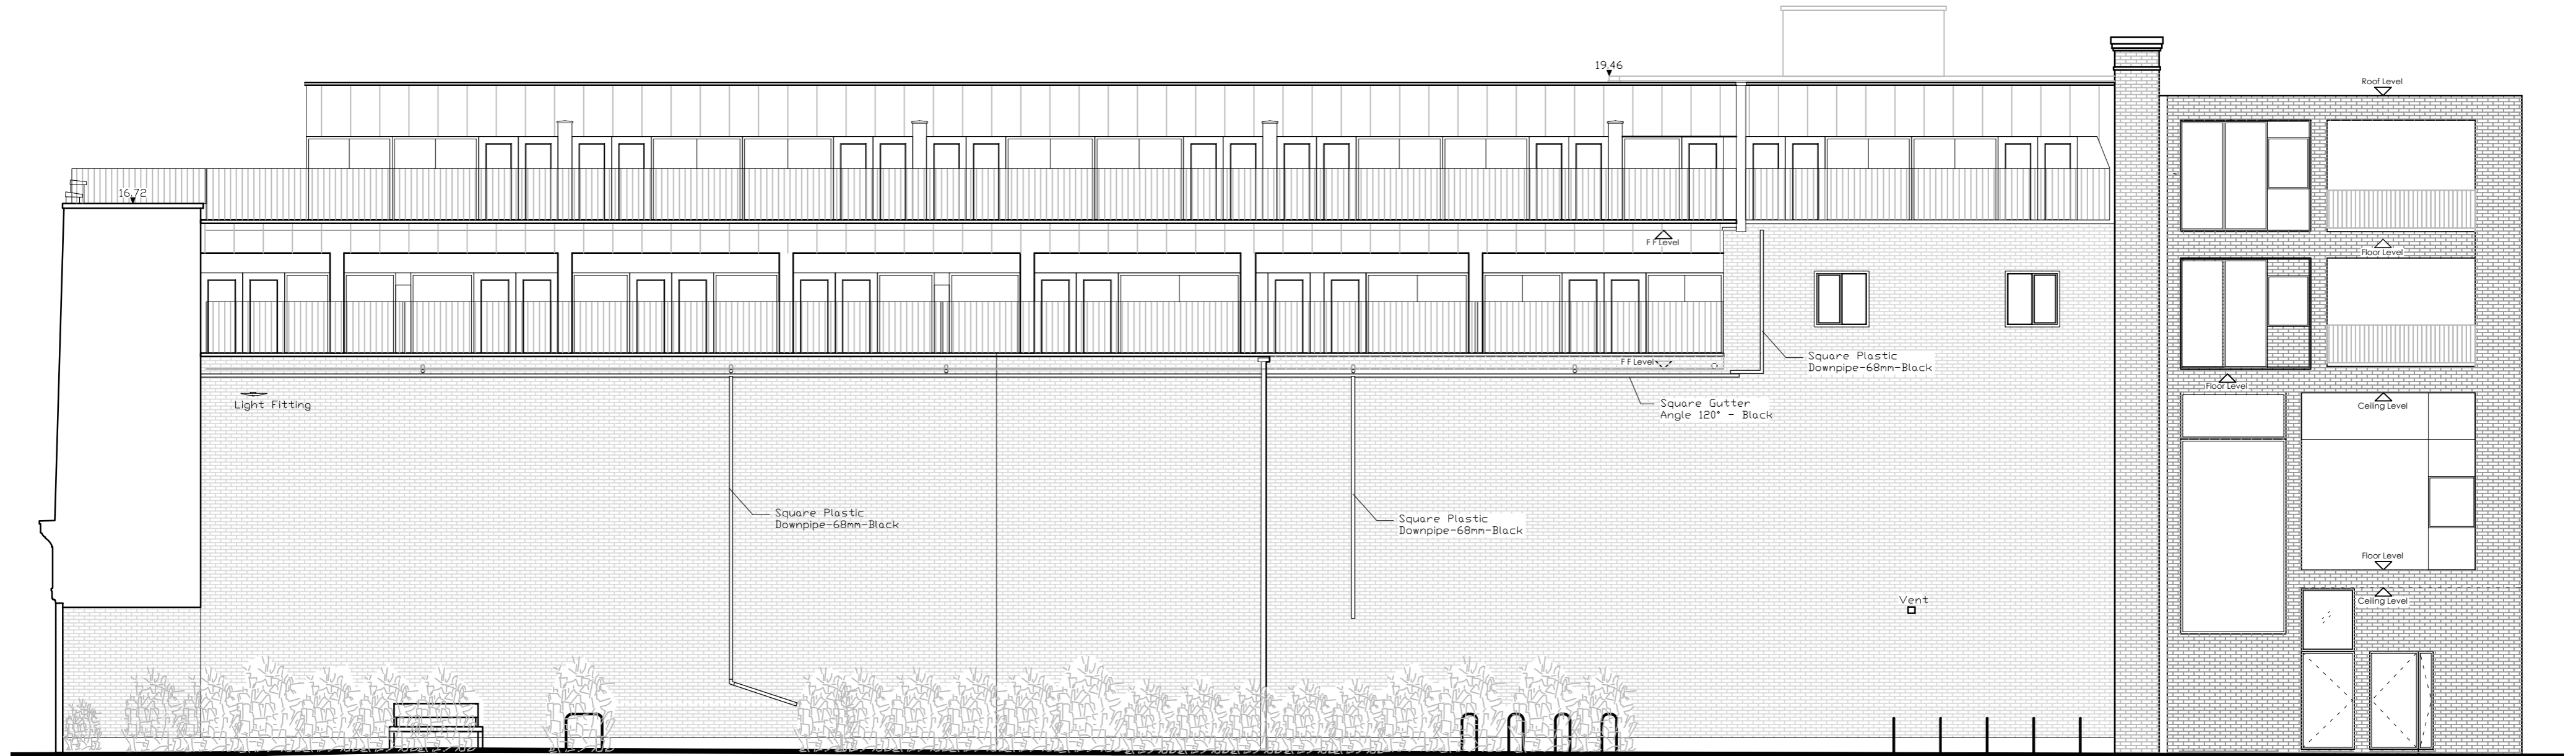 19.46
Roof Level
16.72
F F Level
Floor Level
Square Plastic
Downpipe-68mm-Black
F F Level
Floor Level
Light Fitting
Square Gutter
Angle 120° - Black
Ceiling Level
Square Plastic
Downpipe-68mm-Black
Square Plastic
Downpipe-68mm-Black
Floor Level
Vent
Ceiling Level